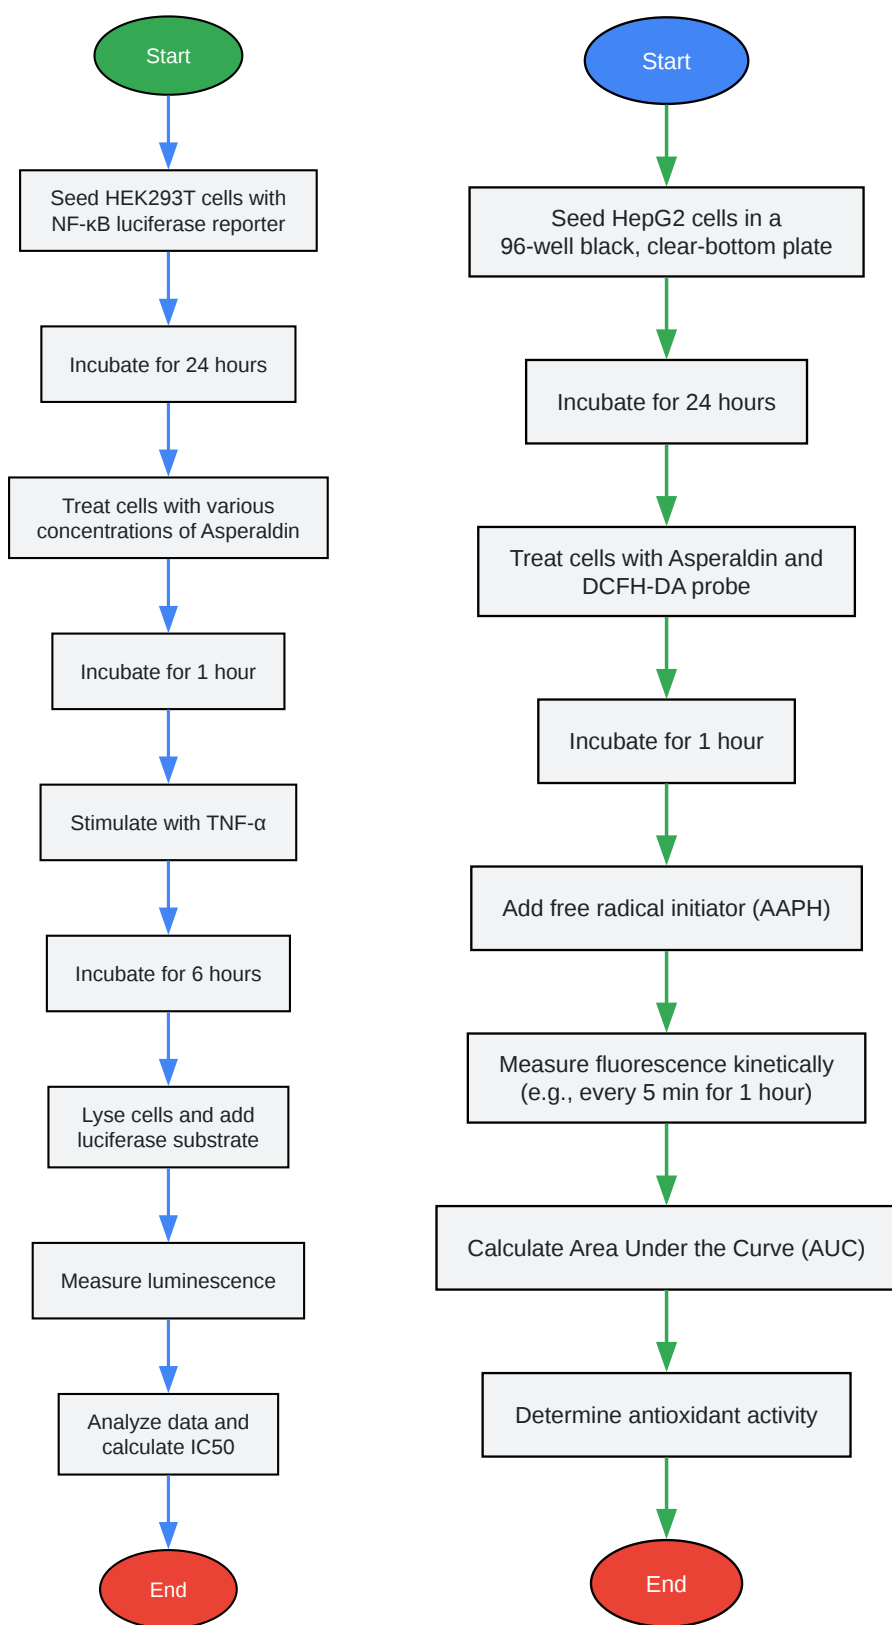 Start
Seed HEK293T cells with
NF-κB luciferase reporter
Incubate for 24 hours
Treat cells with various
concentrations of Asperaldin
Incubate for 1 hour
Stimulate with TNF-α
Incubate for 6 hours
Lyse cells and add
luciferase substrate
Measure luminescence
Analyze data and
calculate IC50
End
Start
Seed HepG2 cells in a
96-well black, clear-bottom plate
Incubate for 24 hours
Treat cells with Asperaldin and
DCFH-DA probe
Incubate for 1 hour
Add free radical initiator (AAPH)
Measure fluorescence kinetically
(e.g., every 5 min for 1 hour)
Calculate Area Under the Curve (AUC)
Determine antioxidant activity
End